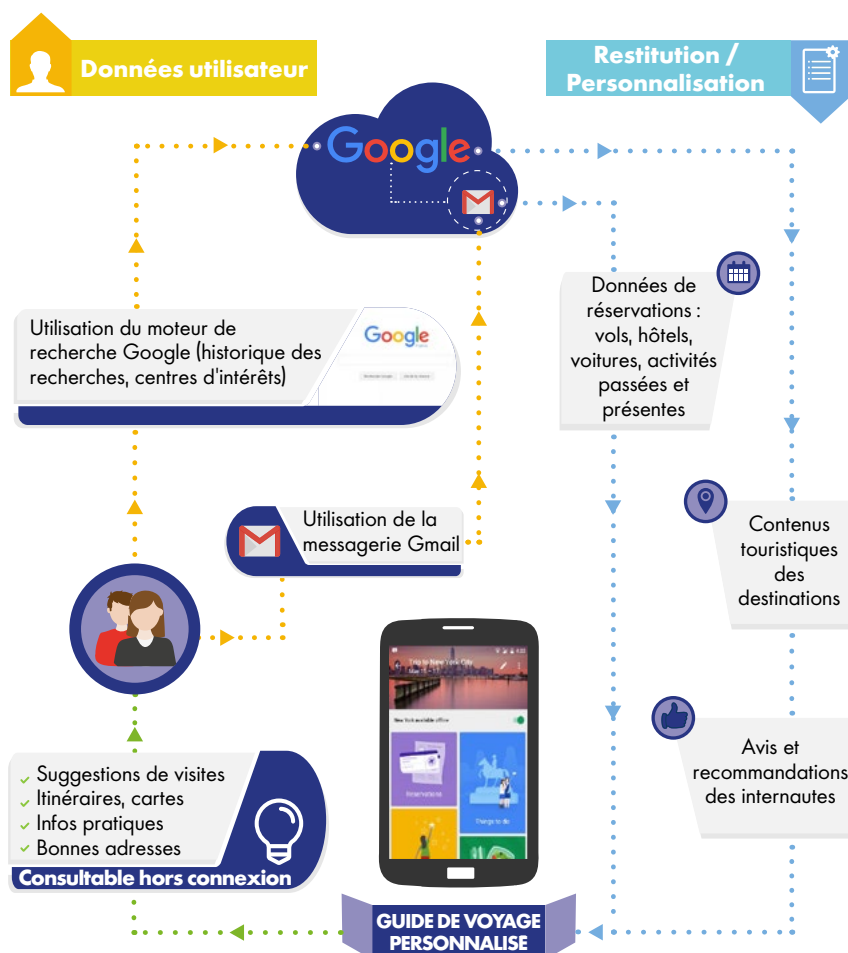 Données utilisateur
Restitution /
Personnalisation
Google
Données de
réservations :
vols, hôtels,
voitures, activités
passées et
présentes
Utilisation du moteur de
recherche Google (historique des
recherches, centres d'intérêts)
Google
Utilisation de la
messagerie Gmail
Contenus
touristiques
des
destinations
Trip to New York City
New York available offline
Reservations
Things to do
Avis et
recommandations
des internautes
Suggestions de visites
Itinéraires, cartes
Infos pratiques
Bonnes adresses
Consultable hors connexion
GUIDE DE VOYAGE
PERSONNALISÉ